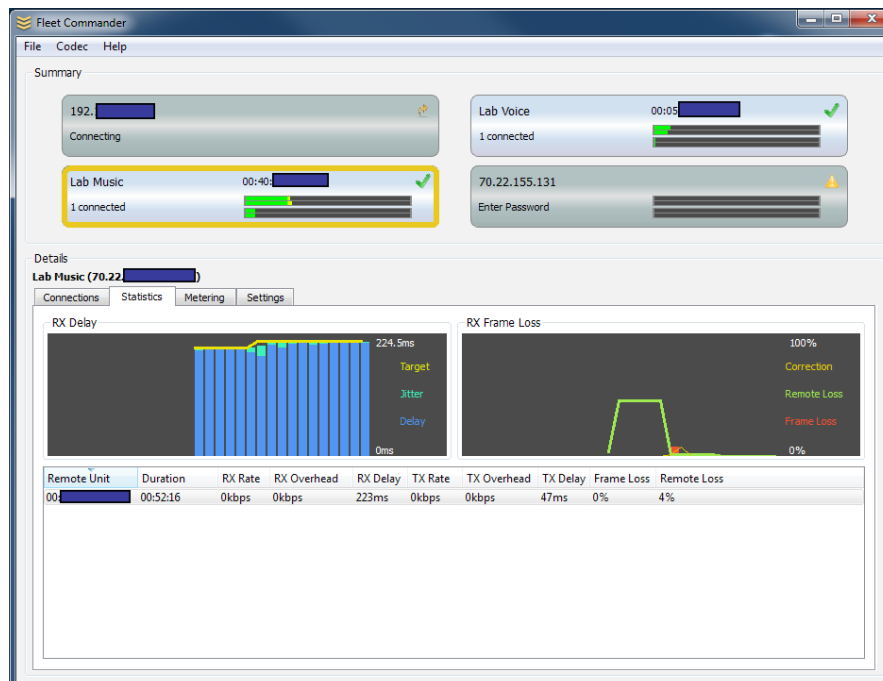 Fleet Commander
File Codec Help
Summary
192.
Connecting
Lab Voice 00:05
1 connected
Lab Music 00:40:
1 connected
70.22.155.131
Enter Password
Details
Lab Music (70.22. )
Connections Statistics Metering Settings
RX Delay
224.5ms
Target
Jitter
Delay
0ms
RX Frame Loss
100%
Correction
Remote Loss
Frame Loss
0%
Remote Unit Duration RX Rate RX Overhead RX Delay TX Rate TX Overhead TX Delay Frame Loss Remote Loss
00: 00:52:16 0kbps 0kbps 223ms 0kbps 0kbps 47ms 0% 4%